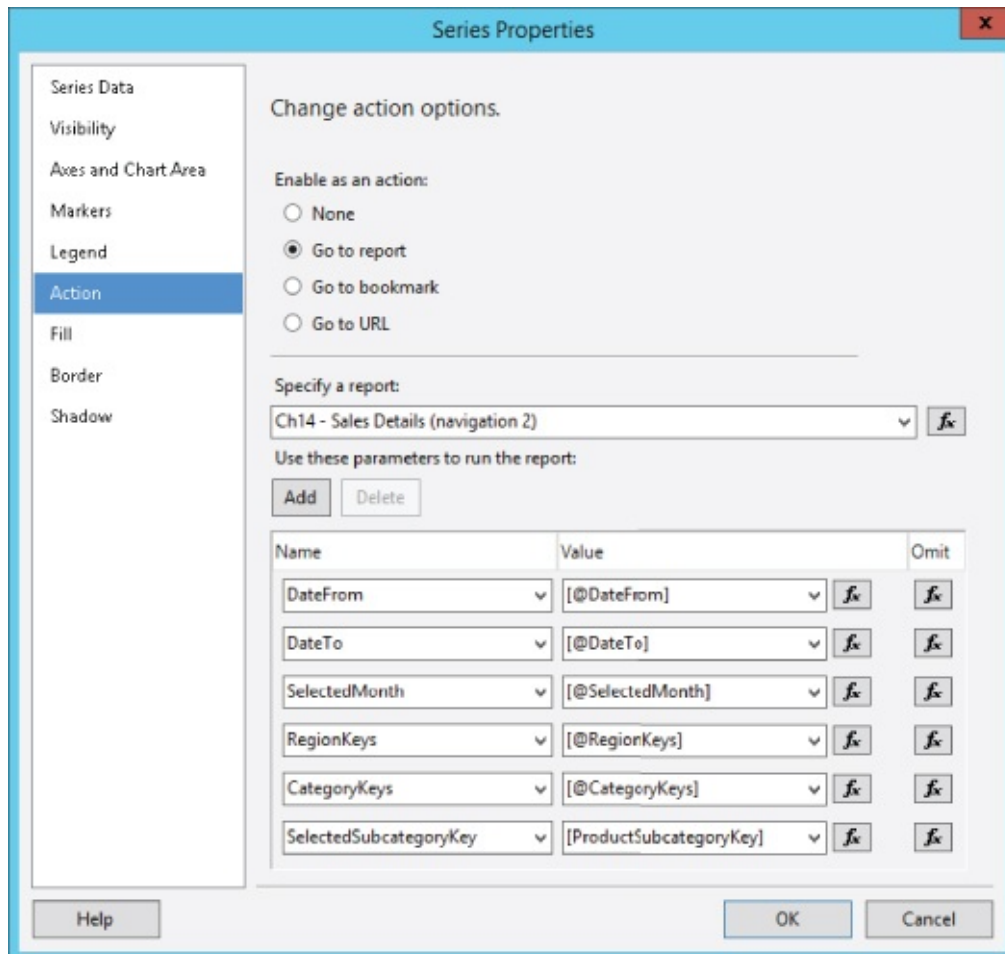 Series Properties
x
Series Data
Visibility
Axes and Chart Area
Markers
Legend
Action
Fill
Border
Shadow
Change action options.
Enable as an action:
None
Go to report
Go to bookmark
Go to URL
Specify a report:
Ch14 - Sales Details (navigation 2) fx
Use these parameters to run the report:
Add Delete
Name Value Omit
DateFrom [@DateFrom] fx fx
DateTo [@DateTo] fx fx
SelectedMonth [@SelectedMonth] fx fx
RegionKeys [@RegionKeys] fx fx
CategoryKeys [@CategoryKeys] fx fx
SelectedSubcategoryKey [ProductSubcategoryKey] fx fx
Help OK Cancel